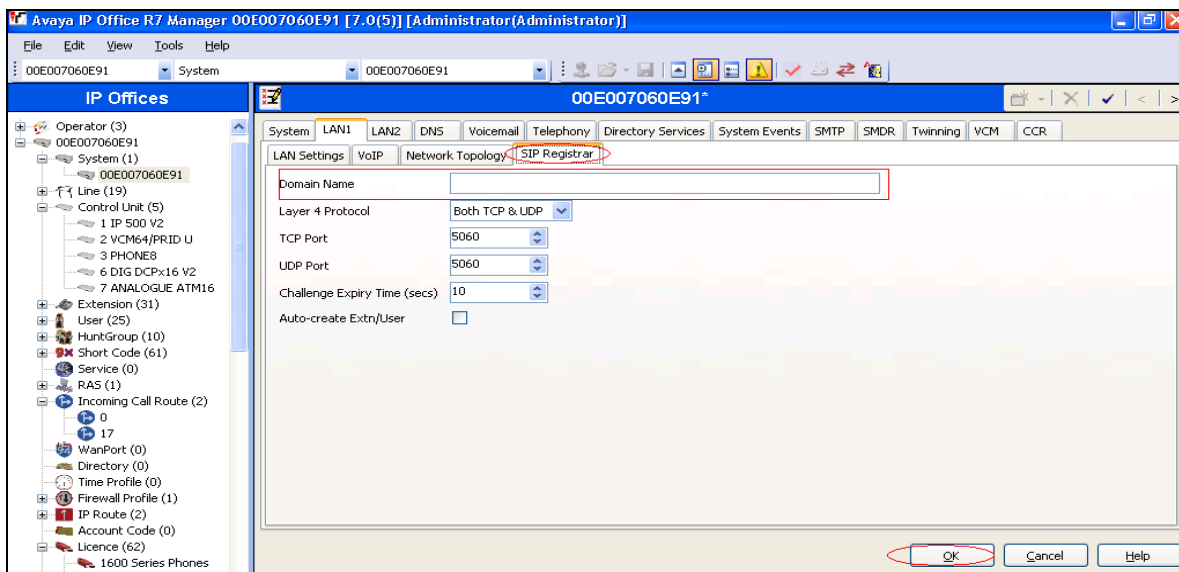 Avaya IP Office R7 Manager 00E007060E91 [7.0(5)] [Administrator(Administrator)]
File Edit View Tools Help
00E007060E91 System 00E007060E91
IP Offices
00E007060E91*
Operator (3)
00E007060E91
System (1)
00E007060E91
Line (19)
Control Unit (5)
1 IP 500 V2
2 VCM64/PRID U
3 PHONE8
6 DIG DCPx16 V2
7 ANALOGUE ATM16
Extension (31)
User (25)
HuntGroup (10)
Short Code (61)
Service (0)
RAS (1)
Incoming Call Route (2)
0
17
WanPort (0)
Directory (0)
Time Profile (0)
Firewall Profile (1)
IP Route (2)
Account Code (0)
Licence (62)
1600 Series Phones
System LAN1 LAN2 DNS Voicemail Telephony Directory Services System Events SMTP SMDR Twinning VCM CCR
LAN Settings VoIP Network Topology SIP Registrar
Domain Name
Layer 4 Protocol Both TCP & UDP
TCP Port 5060
UDP Port 5060
Challenge Expiry Time (secs) 10
Auto-create Extn/User
OK Cancel Help